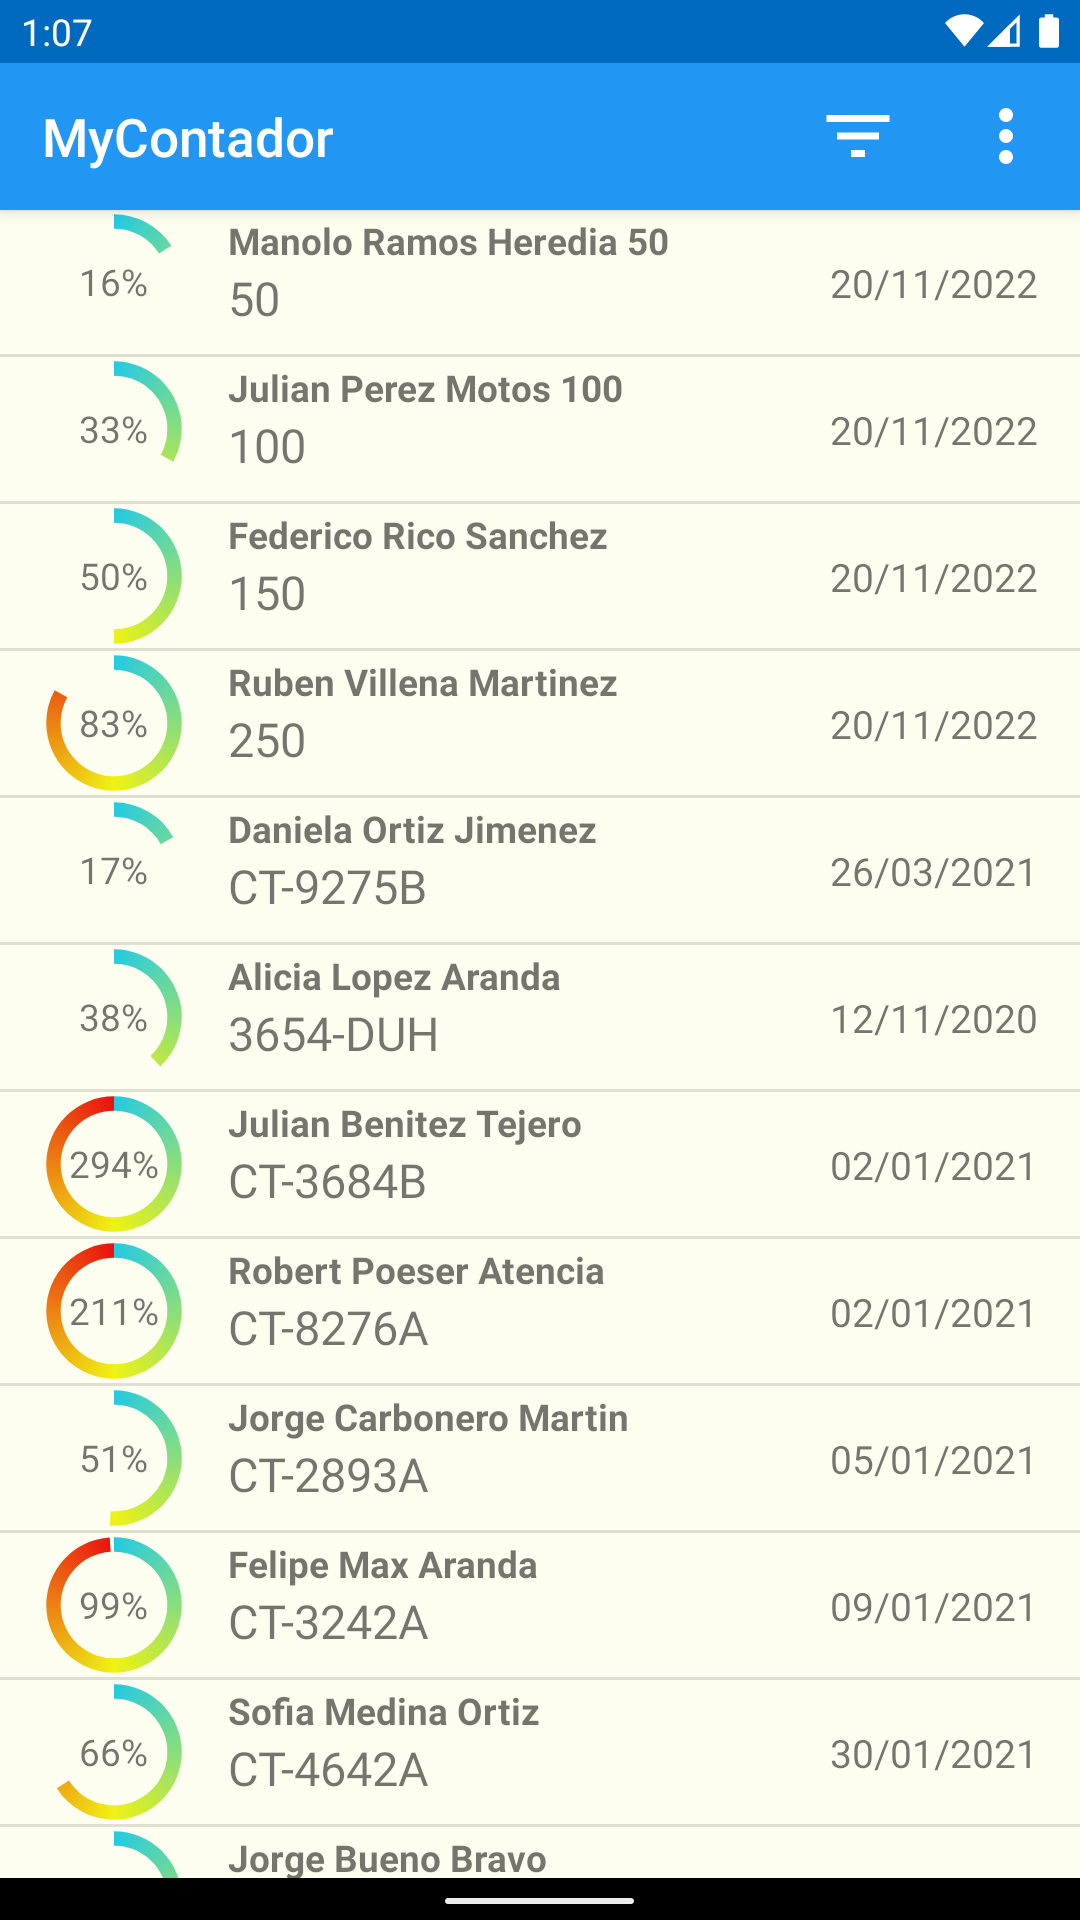 1:07
MyContador
Manolo Ramos Heredia 50
16%
50
20/11/2022
Julian Perez Motos 100
33%
100
20/11/2022
Federico Rico Sanchez
50%
150
20/11/2022
Ruben Villena Martinez
83%
250
20/11/2022
Daniela Ortiz Jimenez
17%
CT-9275B
26/03/2021
Alicia Lopez Aranda
38%
3654-DUH
12/11/2020
Julian Benitez Tejero
294%
CT-3684B
02/01/2021
Robert Poeser Atencia
211%
CT-8276A
02/01/2021
Jorge Carbonero Martin
51%
CT-2893A
05/01/2021
Felipe Max Aranda
99%
CT-3242A
09/01/2021
Sofia Medina Ortiz
66%
CT-4642A
30/01/2021
Jorge Bueno Bravo